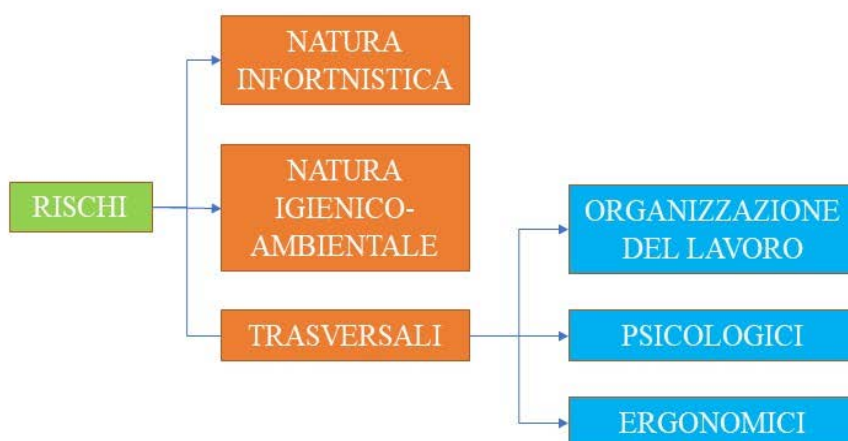 NATURA
INFORTNISTICA
NATURA
IGIENICO-
AMBIENTALE
RISCHI
TRASVERSALI
ORGANIZZAZIONE
DEL LAVORO
PSICOLOGICI
ERGONOMICI